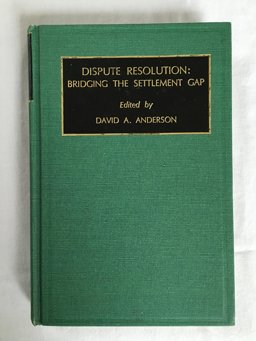 DISPUTE RESOLUTION:
BRIDGING THE SETTLEMENT GAP
Edited by
DAVID A. ANDERSON